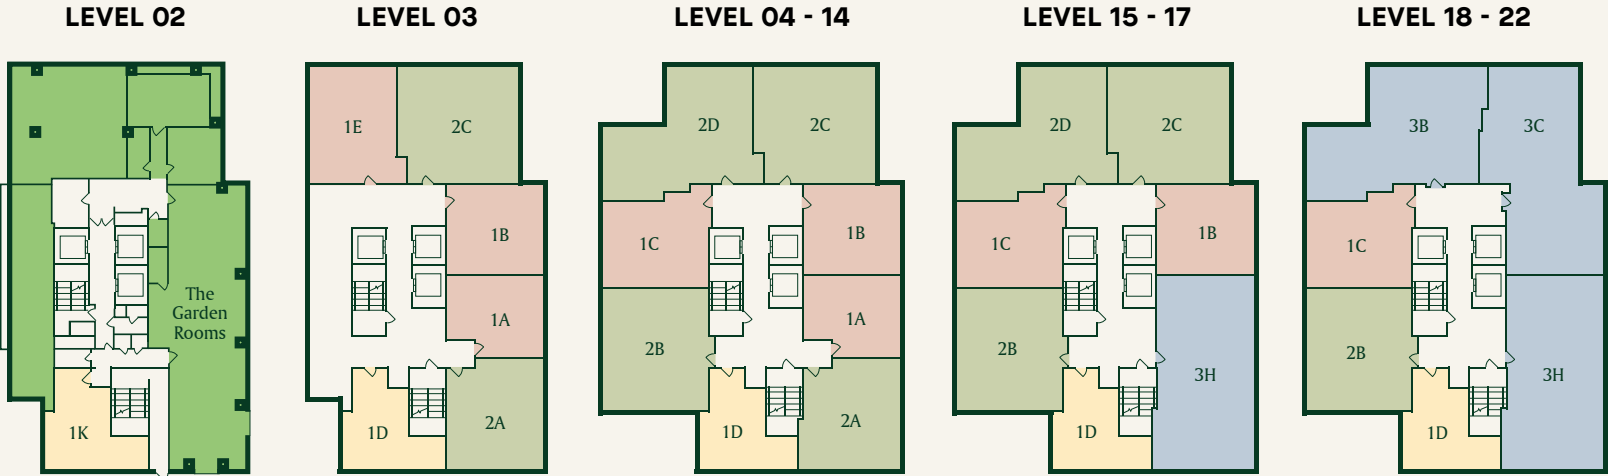 LEVEL 02
The
Garden
Rooms
1K
LEVEL 03
1E
2C
1B
1A
1D
2A
LEVEL 04 - 14
2D
2C
1C
1B
2B
1A
1D
2A
LEVEL 15 - 17
2D
2C
1C
1B
2B
3H
1D
LEVEL 18 - 22
3B
3C
1C
2B
3H
1D